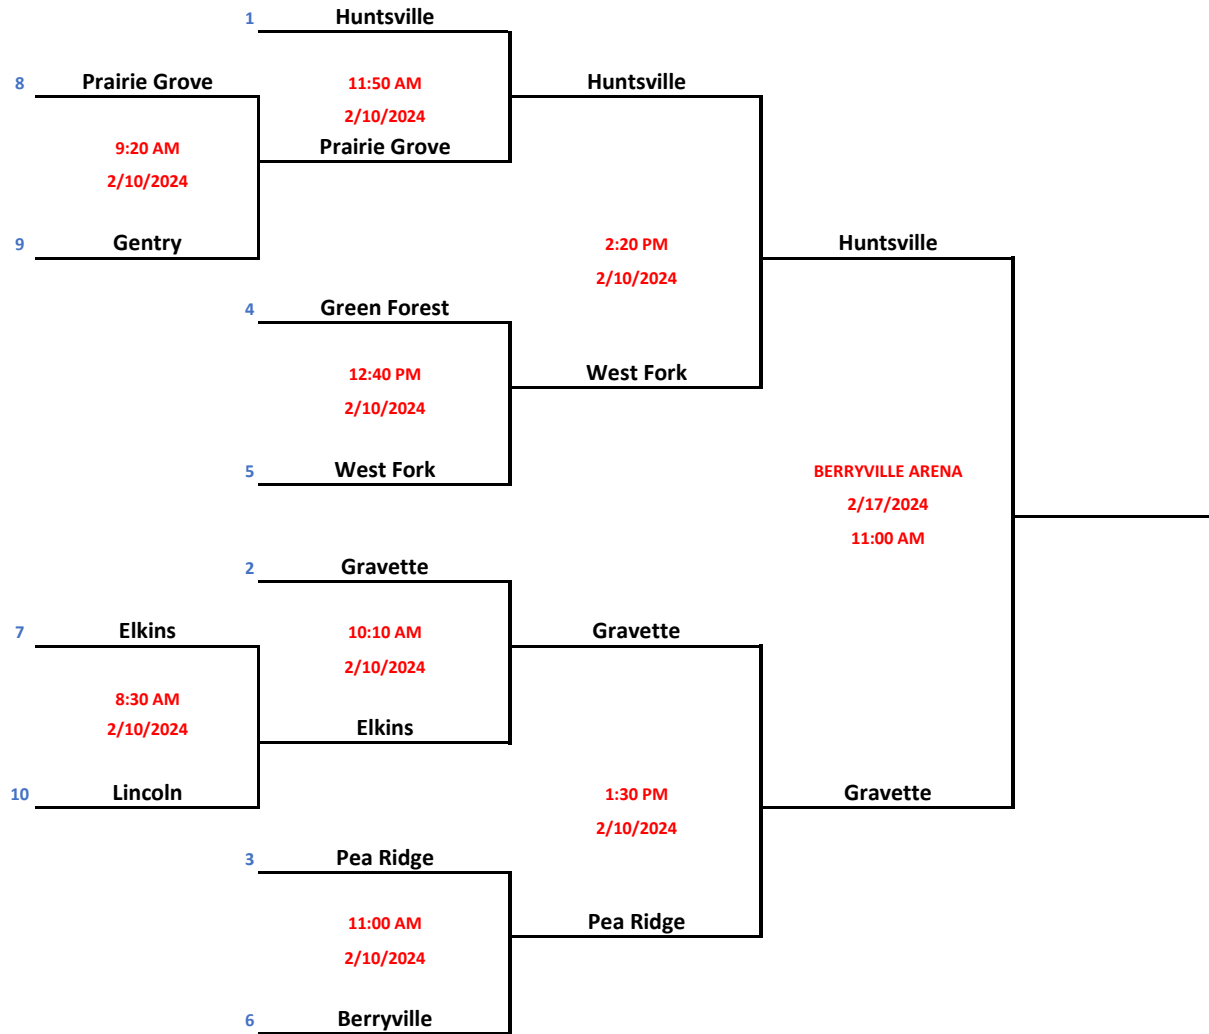 1 Huntsville
8 Prairie Grove 11:50 AM Huntsville
2/10/2024
9:20 AM Prairie Grove
2/10/2024
9 Gentry 2:20 PM Huntsville
2/10/2024
4 Green Forest
12:40 PM West Fork
2/10/2024
5 West Fork BERRYVILLE ARENA
2/17/2024
11:00 AM
2 Gravette
7 Elkins 10:10 AM Gravette
2/10/2024
8:30 AM
2/10/2024 Elkins
10 Lincoln 1:30 PM Gravette
2/10/2024
3 Pea Ridge
11:00 AM Pea Ridge
2/10/2024
6 Berryville